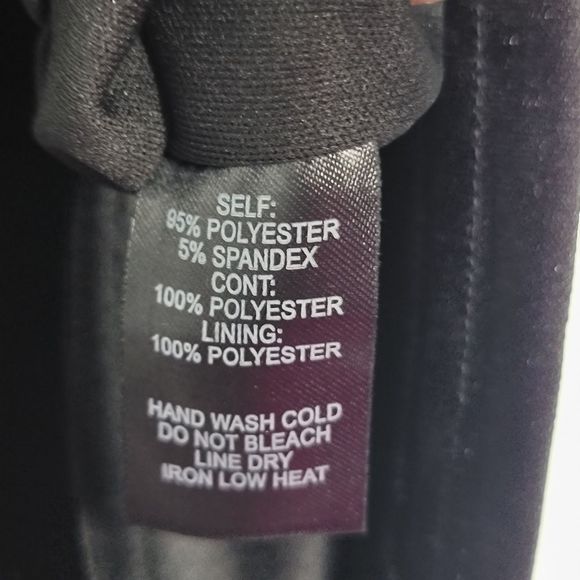 SELF:
95% POLYESTER
5% SPANDEX
CONT:
100% POLYESTER
LINING:
100% POLYESTER
HAND WASH COLD
DO NOT BLEACH
LINE DRY
IRON LOW HEAT